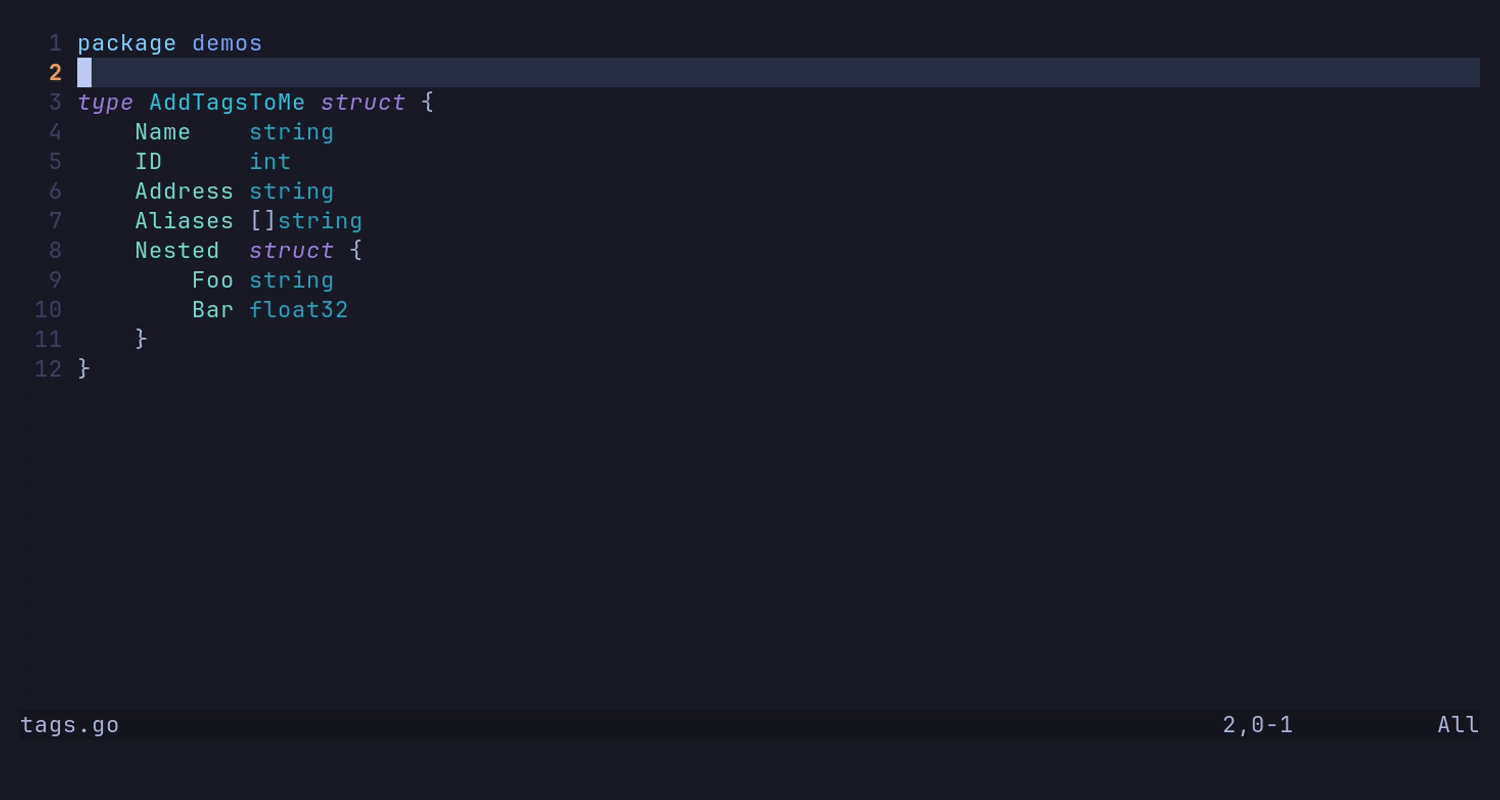 1 package demos
2
3 type AddTagsToMe struct {
4     Name    string
5     ID      int
6     Address string
7     Aliases []string
8     Nested  struct {
9         Foo string
10         Bar float32
11     }
12 }
tags.go 2,0-1 All